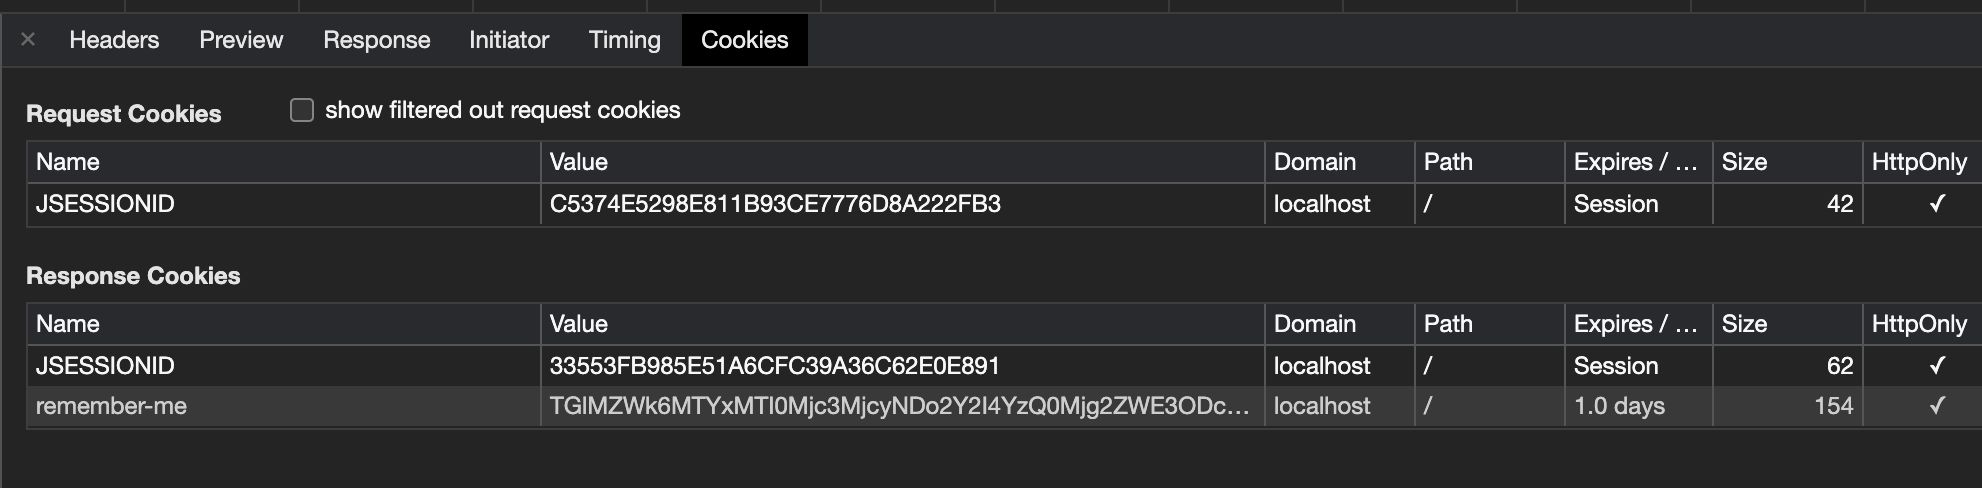 × Headers Preview Response Initiator Timing Cookies
Request Cookies show filtered out request cookies
Name Value Domain Path Expires / ... Size HttpOnly
JSESSIONID C5374E5298E811B93CE7776D8A222FB3 localhost / Session 42 ✓
Response Cookies
Name Value Domain Path Expires / ... Size HttpOnly
JSESSIONID 33553FB985E51A6CFC39A36C62E0E891 localhost / Session 62 ✓
remember-me TGlMZWk6MTYxMTI0Mjc3MjcyNDo2Y2I4YzQ0Mjg2ZWE3ODc... localhost / 1.0 days 154 ✓